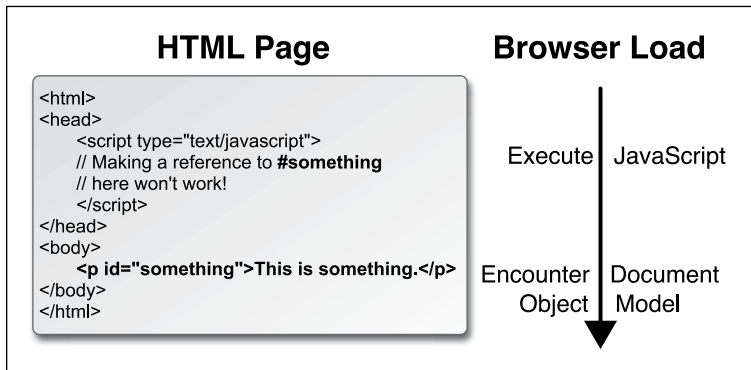 HTML Page
<html>
<head>
<script type="text/javascript">
// Making a reference to #something
// here won't work!
</script>
</head>
<body>
<p id="something">This is something.</p>
</body>
</html>
Browser Load
Execute JavaScript
Encounter Document
Object Model